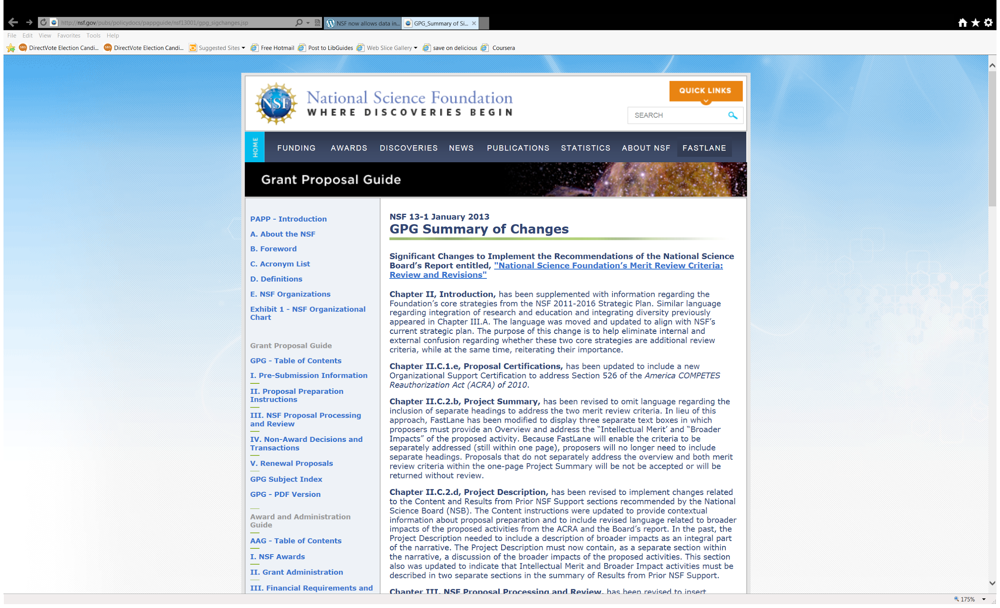 http://nsf.gov/pubs/policydocs/pappguide/nsf13001/gpg_sigchanges.jsp
NSF now allows data in...
GPG_Summary of Si...
File Edit View Favorites Tools Help
SBS DirectVote Election Candi... SBS DirectVote Election Candi... Suggested Sites Free Hotmail Post to LibGuides Web Slice Gallery save on delicious Coursera
NSF
National Science Foundation
WHERE DISCOVERIES BEGIN
QUICK LINKS
SEARCH
HOME FUNDING AWARDS DISCOVERIES NEWS PUBLICATIONS STATISTICS ABOUT NSF FASTLANE
Grant Proposal Guide
PAPP - Introduction
A. About the NSF
B. Foreword
C. Acronym List
D. Definitions
E. NSF Organizations
Exhibit 1 - NSF Organizational
Chart
Grant Proposal Guide
GPG - Table of Contents
I. Pre-Submission Information
II. Proposal Preparation
Instructions
III. NSF Proposal Processing
and Review
IV. Non-Award Decisions and
Transactions
V. Renewal Proposals
GPG Subject Index
GPG - PDF Version
Award and Administration
Guide
AAG - Table of Contents
I. NSF Awards
II. Grant Administration
III. Financial Requirements and
NSF 13-1 January 2013
GPG Summary of Changes
Significant Changes to Implement the Recommendations of the National Science
Board’s Report entitled, "National Science Foundation’s Merit Review Criteria:
Review and Revisions"
Chapter II, Introduction, has been supplemented with information regarding the
Foundation’s core strategies from the NSF 2011-2016 Strategic Plan. Similar language
regarding integration of research and education and integrating diversity previously
appeared in Chapter III.A. The language was moved and updated to align with NSF’s
current strategic plan. The purpose of this change is to help eliminate internal and
external confusion regarding whether these two core strategies are additional review
criteria, while at the same time, reiterating their importance.
Chapter II.C.1.e, Proposal Certifications, has been updated to include a new
Organizational Support Certification to address Section 526 of the America COMPETES
Reauthorization Act (ACRA) of 2010.
Chapter II.C.2.b, Project Summary, has been revised to omit language regarding the
inclusion of separate headings to address the two merit review criteria. In lieu of this
approach, FastLane has been modified to display three separate text boxes in which
proposers must provide an Overview and address the “Intellectual Merit’ and “Broader
Impacts” of the proposed activity. Because FastLane will enable the criteria to be
separately addressed (still within one page), proposers will no longer need to include
separate headings. Proposals that do not separately address the overview and both merit
review criteria within the one-page Project Summary will be not be accepted or will be
returned without review.
Chapter II.C.2.d, Project Description, has been revised to implement changes related
to the Content and Results from Prior NSF Support sections recommended by the National
Science Board (NSB). The Content instructions were updated to provide contextual
information about proposal preparation and to include revised language related to broader
impacts of the proposed activities from the ACRA and the Board’s report. In the past, the
Project Description needed to include a description of broader impacts as an integral part
of the narrative. The Project Description must now contain, as a separate section within
the narrative, a discussion of the broader impacts of the proposed activities. This section
also was updated to indicate that Intellectual Merit and Broader Impact activities must be
described in two separate sections in the summary of Results from Prior NSF Support.
Chapter III. NSF Proposal Processing and Review, has been revised to insert
175%